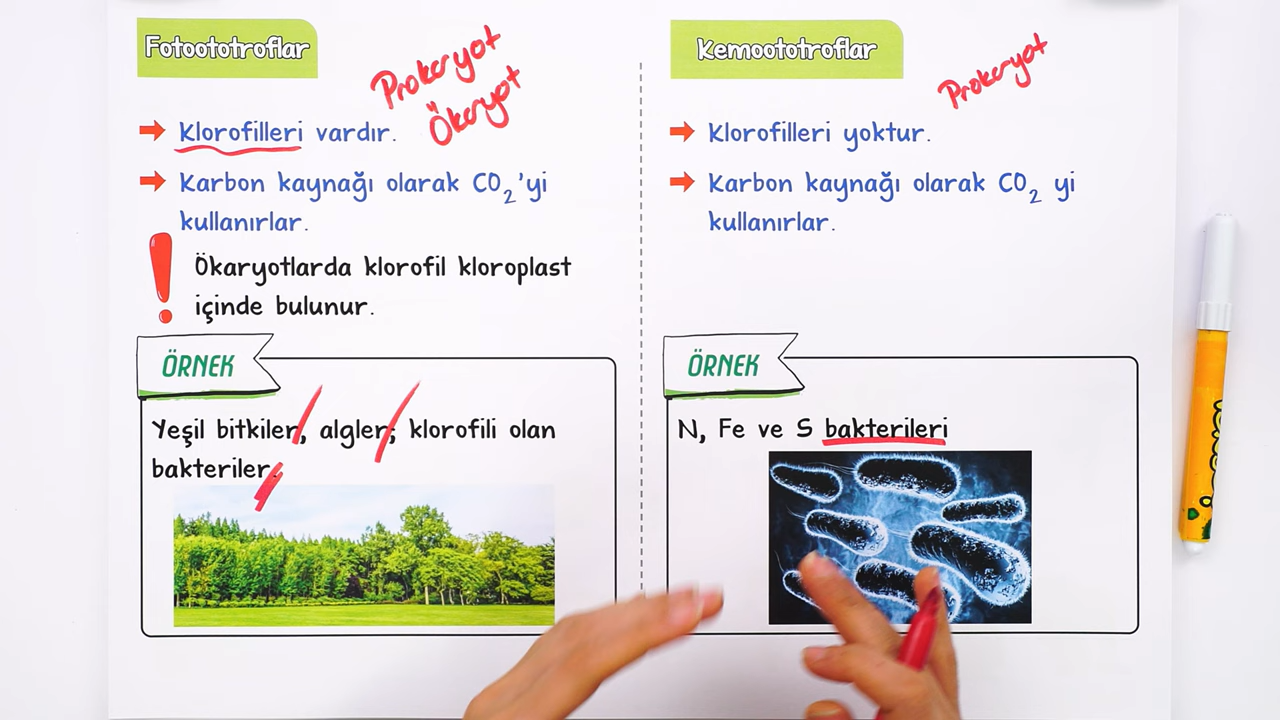 Fotoototroflar
Prokaryot
Ökaryot
Klorofilleri vardır.
Karbon kaynağı olarak CO₂'yi
kullanırlar.
Ökaryotlarda klorofil kloroplast
içinde bulunur.
ÖRNEK
Yeşil bitkiler, algler, klorofili olan
bakteriler.
Kemoototroflar
Prokaryot
Klorofilleri yoktur.
Karbon kaynağı olarak CO₂ yi
kullanırlar.
ÖRNEK
N, Fe ve S bakterileri